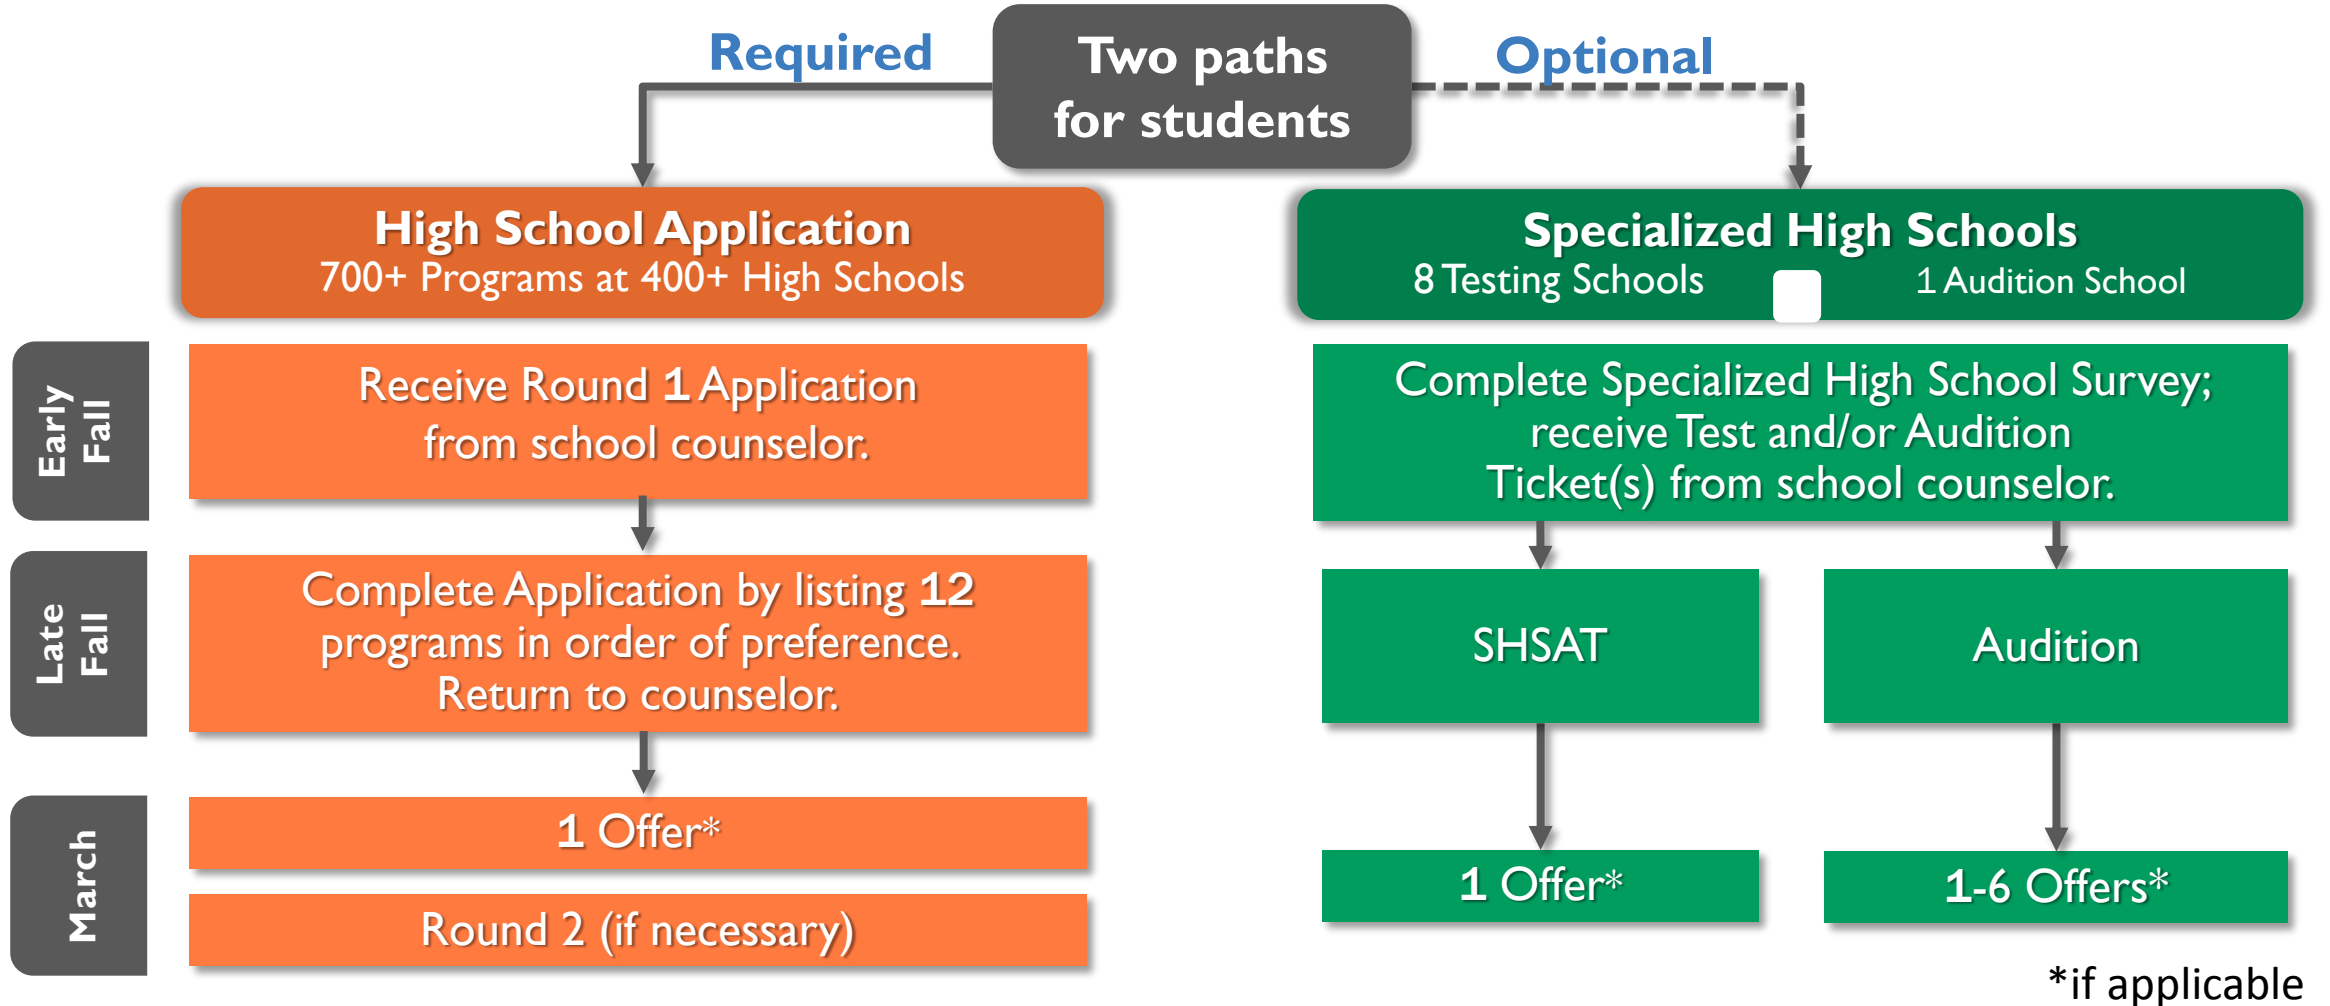 Required
Two paths
for students
Optional
High School Application
700+ Programs at 400+ High Schools
Specialized High Schools
8 Testing Schools
1 Audition School
Early
Fall
Receive Round 1 Application
from school counselor.
Complete Specialized High School Survey;
receive Test and/or Audition
Ticket(s) from school counselor.
Late
Fall
Complete Application by listing 12
programs in order of preference.
Return to counselor.
SHSAT
Audition
March
1 Offer*
Round 2 (if necessary)
1 Offer*
1-6 Offers*
*if applicable